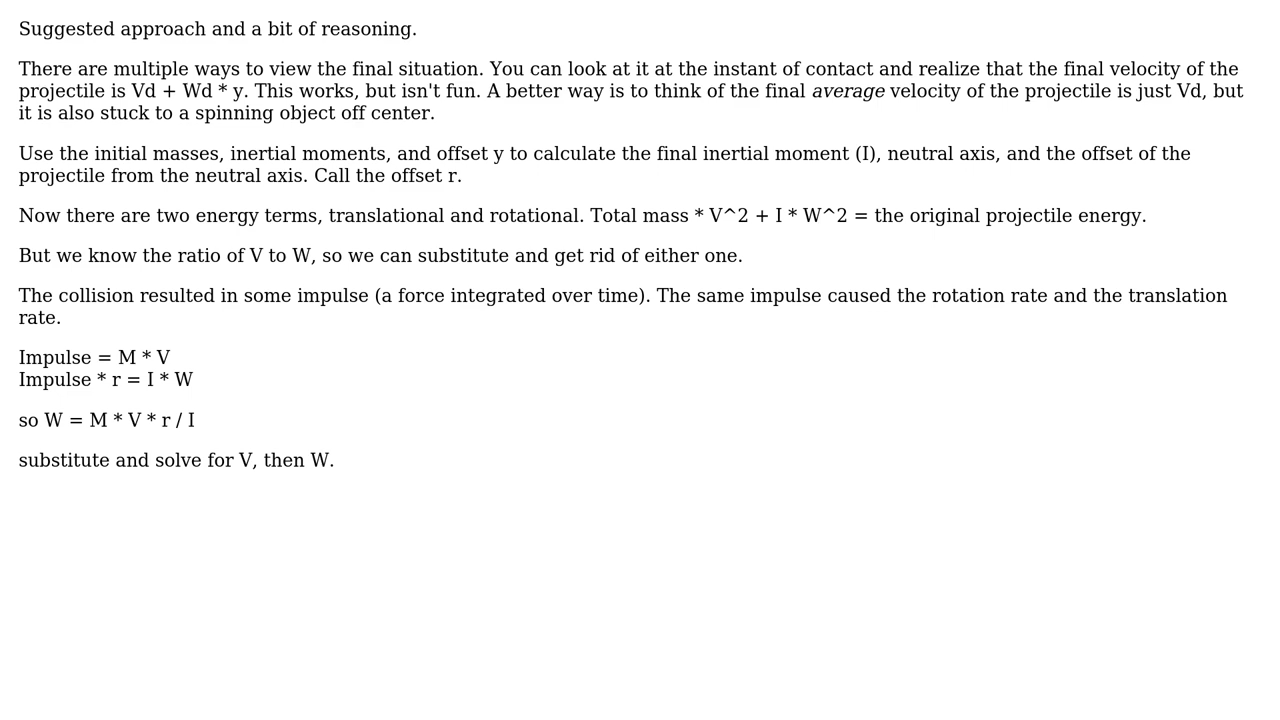 Suggested approach and a bit of reasoning.
There are multiple ways to view the final situation. You can look at it at the instant of contact and realize that the final velocity of the
projectile is Vd + Wd * y. This works, but isn't fun. A better way is to think of the final average velocity of the projectile is just Vd, but
it is also stuck to a spinning object off center.
Use the initial masses, inertial moments, and offset y to calculate the final inertial moment (I), neutral axis, and the offset of the
projectile from the neutral axis. Call the offset r.
Now there are two energy terms, translational and rotational. Total mass * V^2 + I * W^2 = the original projectile energy.
But we know the ratio of V to W, so we can substitute and get rid of either one.
The collision resulted in some impulse (a force integrated over time). The same impulse caused the rotation rate and the translation
rate.
Impulse = M * V
Impulse * r = I * W
so W = M * V * r / I
substitute and solve for V, then W.